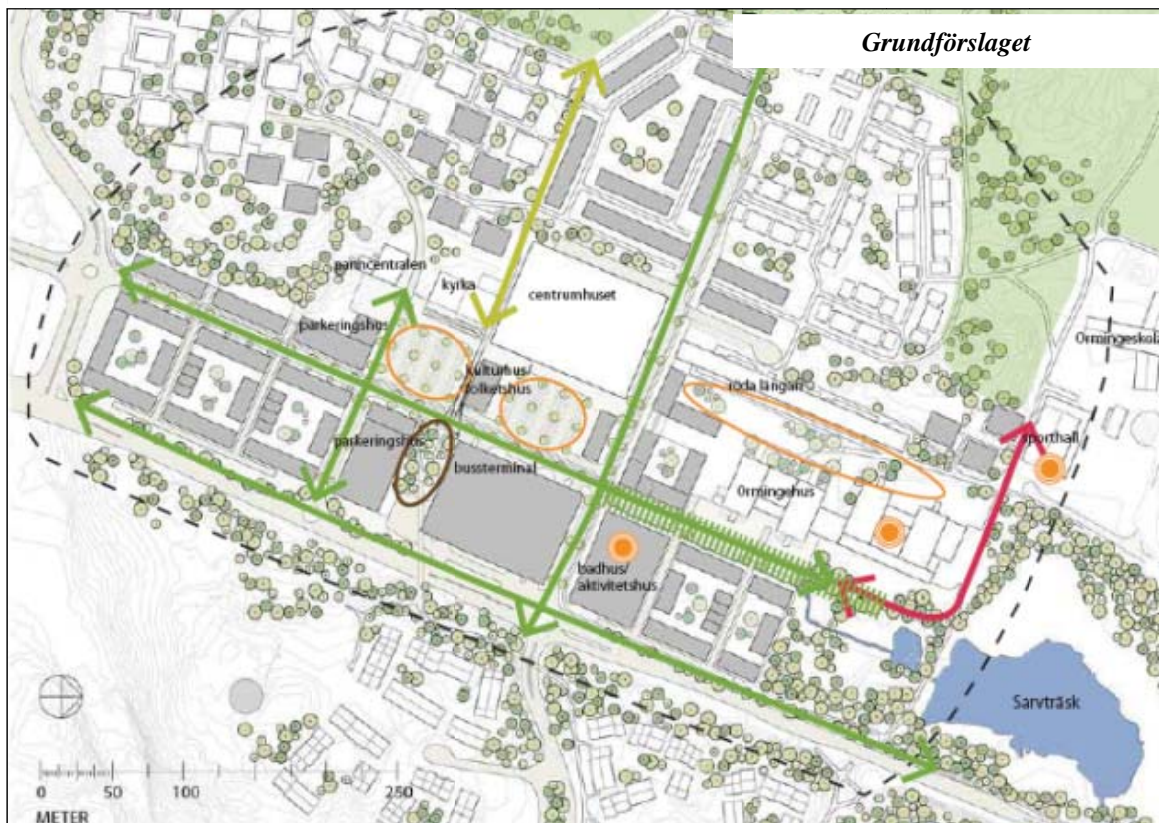 Grundförslaget
panncentralen
kyrka
centrumhuset
Ormingeskola
parkeringshus
kulturhus/
folketshus
röda längan
sporthall
parkeringshus
bussterminal
Ormingehus
badhus/
aktivitetshus
Sarvträsk
0 50 100 250
METER